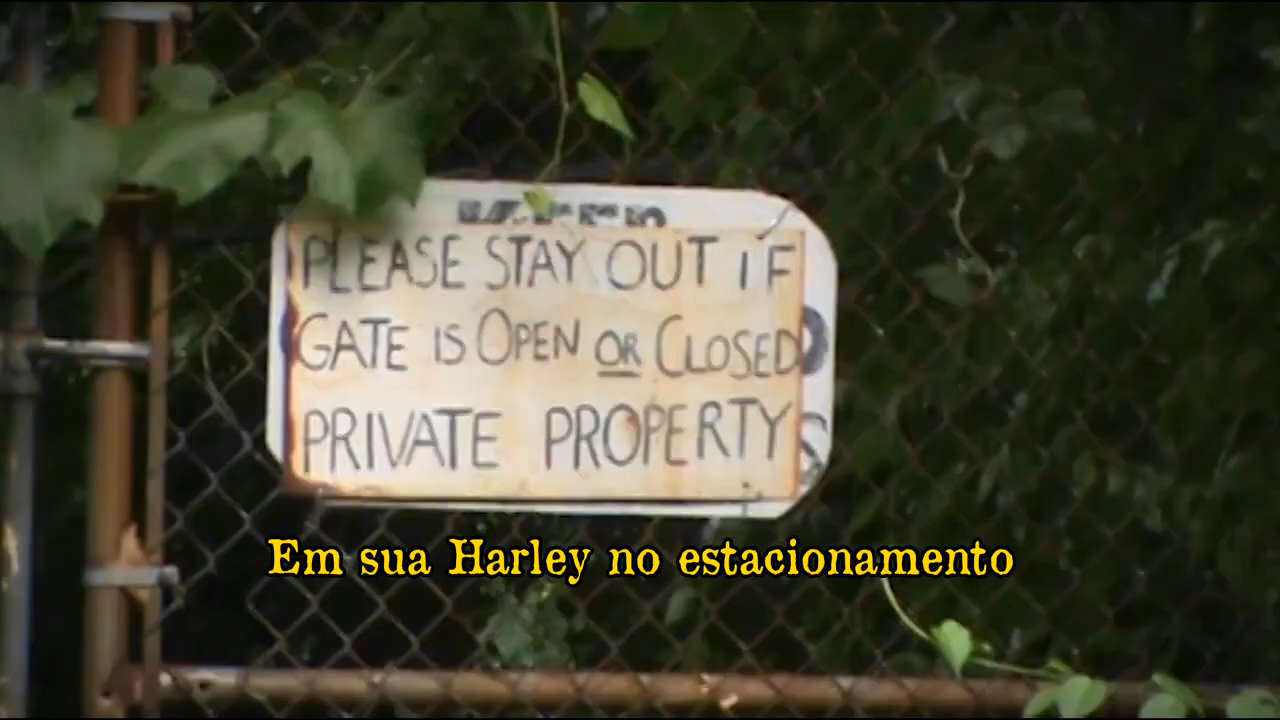 PLEASE STAY OUT IF
GATE IS OPEN OR CLOSED
PRIVATE PROPERTY
Em sua Harley no estacionamento